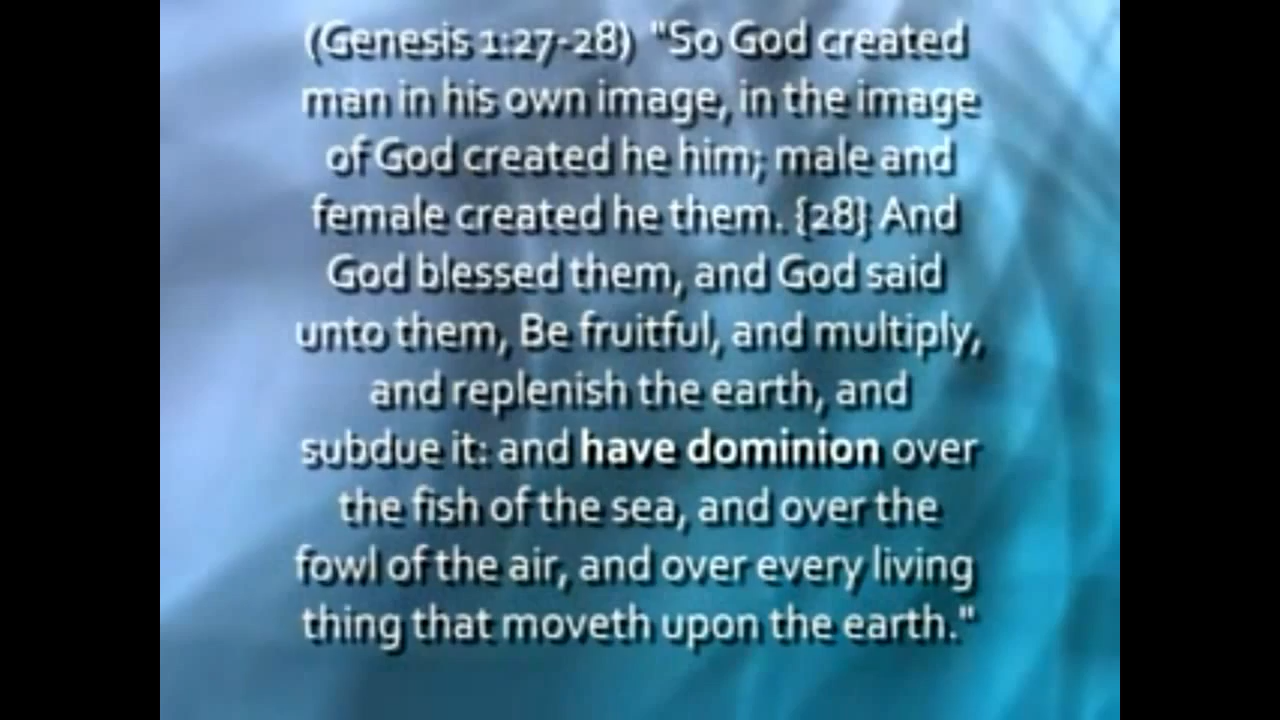 (Genesis 1:27-28) "So God created
man in his own image, in the image
of God created he him; male and
female created he them. {28} And
God blessed them, and God said
unto them, Be fruitful, and multiply,
and replenish the earth, and
subdue it: and have dominion over
the fish of the sea, and over the
fowl of the air, and over every living
thing that moveth upon the earth."